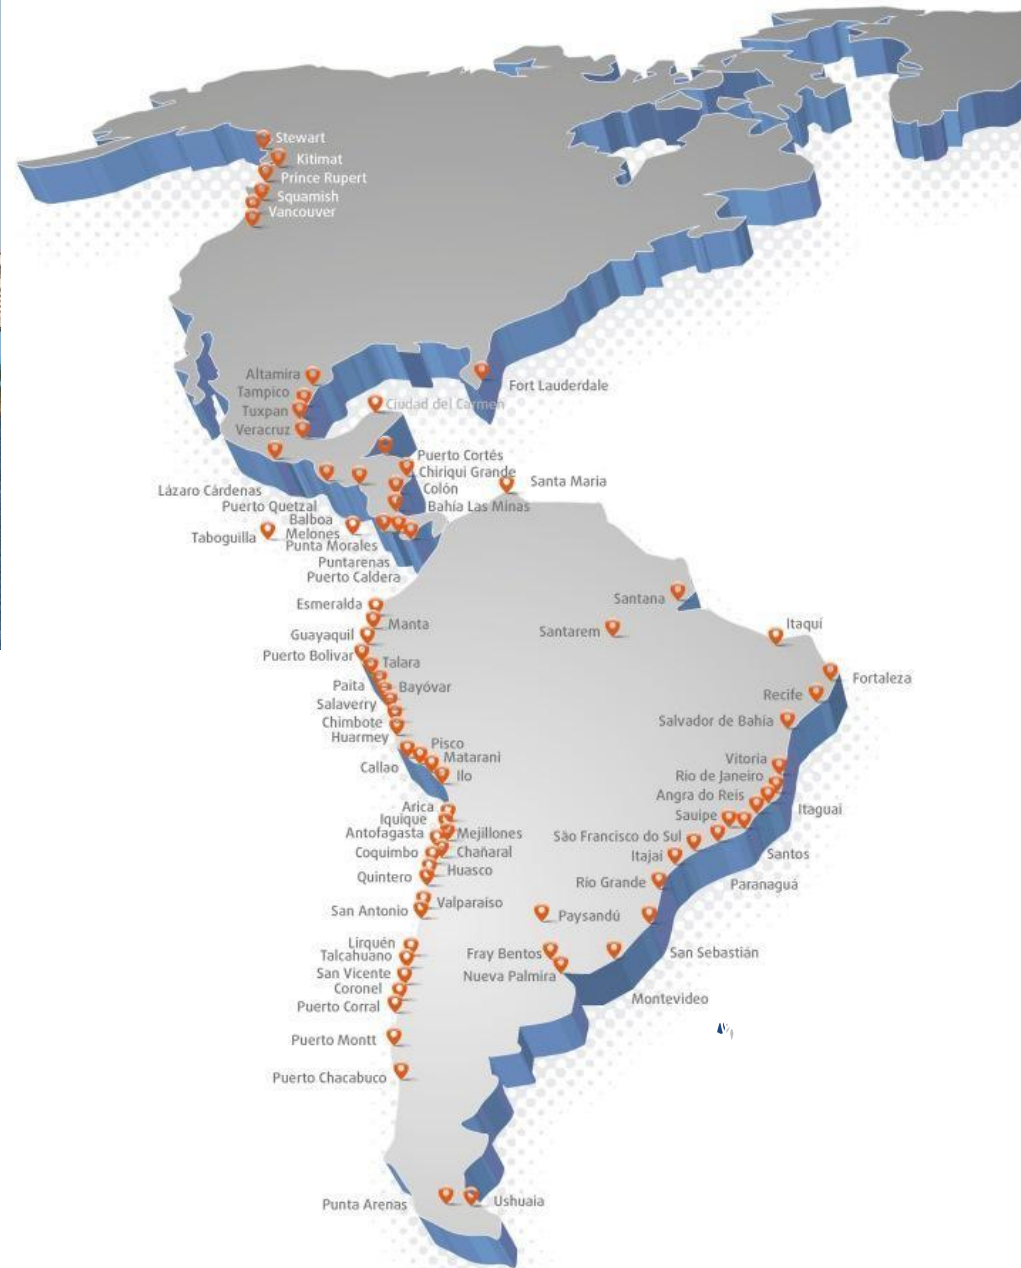 Stewart
Kitimat
Prince Rupert
Squamish
Vancouver
Altamira
Tampico
Tuxpan
Veracruz
Fort Lauderdale
Ciudad del Carmen
Puerto Cortés
Chiriqui Grande
Colón
Bahía Las Minas
Santa Maria
Lázaro Cárdenas
Puerto Quetzal
Balboa
Melones
Taboguilla
Punta Morales
Puntarenas
Puerto Caldera
Esmeralda
Manta
Guayaquil
Puerto Bolivar
Talara
Paita
Bayóvar
Salaverry
Chimbote
Huarmey
Pisco
Matarani
Callao
Ilo
Santana
Santarem
Itaquí
Fortaleza
Recife
Salvador de Bahía
Vitoria
Rio de Janeiro
Angra do Reis
Itaguaí
Sauipe
São Francisco do Sul
Santos
Itajaí
Paranaguá
Río Grande
Arica
Iquique
Antofagasta
Mejillones
Coquimbo
Chañaral
Huasco
Quintero
Valparaíso
San Antonio
Paysandú
Lirquén
Talcahuano
San Vicente
Coronel
Puerto Corral
Fray Bentos
Nueva Palmira
San Sebastián
Montevideo
Puerto Montt
Puerto Chacabuco
Punta Arenas
Ushuaia